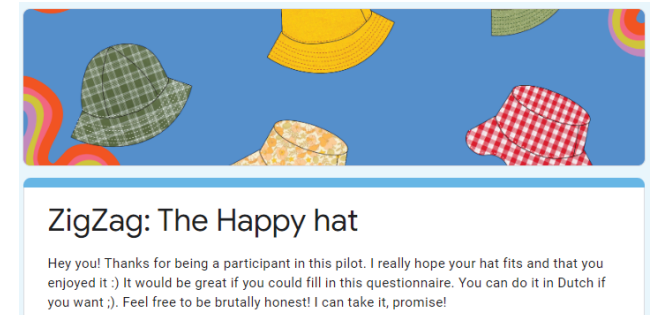 ZigZag: The Happy hat
Hey you! Thanks for being a participant in this pilot. I really hope your hat fits and that you
enjoyed it :) It would be great if you could fill in this questionnaire. You can do it in Dutch if
you want ;). Feel free to be brutally honest! I can take it, promise!